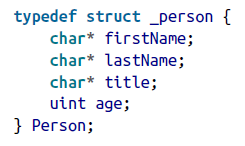 typedef struct _person {
    char* firstName;
    char* lastName;
    char* title;
    uint age;
} Person;